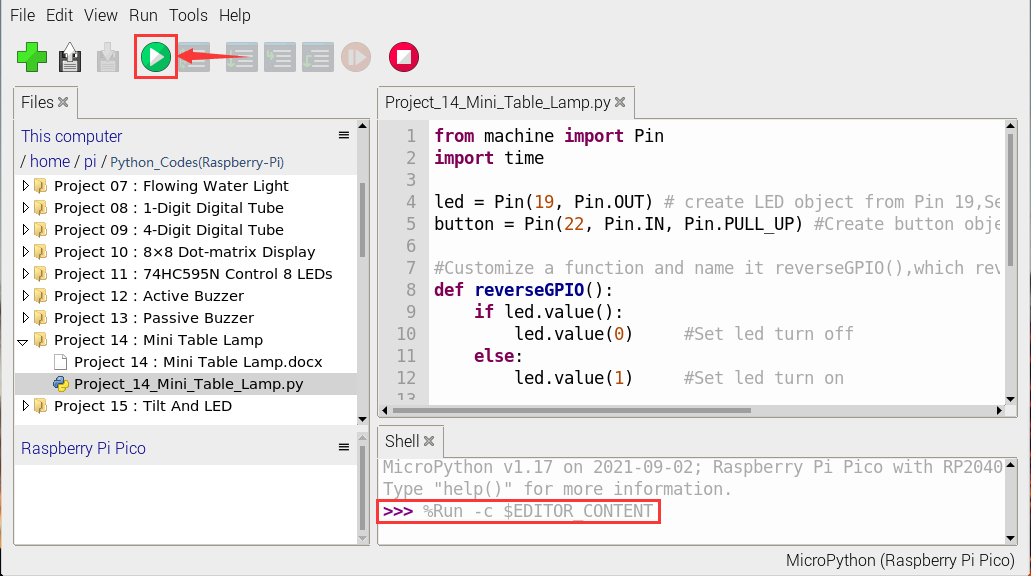 File Edit View Run Tools Help
Files
This computer
/ home / pi / Python_Codes(Raspberry-Pi)
Project 07 : Flowing Water Light
Project 08 : 1-Digit Digital Tube
Project 09 : 4-Digit Digital Tube
Project 10 : 8×8 Dot-matrix Display
Project 11 : 74HC595N Control 8 LEDs
Project 12 : Active Buzzer
Project 13 : Passive Buzzer
Project 14 : Mini Table Lamp
Project 14 : Mini Table Lamp.docx
Project_14_Mini_Table_Lamp.py
Project 15 : Tilt And LED
Raspberry Pi Pico
Project_14_Mini_Table_Lamp.py
1 from machine import Pin
2 import time
3
4 led = Pin(19, Pin.OUT) # create LED object from Pin 19,Se
5 button = Pin(22, Pin.IN, Pin.PULL_UP) #Create button obje
6
7 #Customize a function and name it reverseGPIO(),which rev
8 def reverseGPIO():
9 if led.value():
10 led.value(0) #Set led turn off
11 else:
12 led.value(1) #Set led turn on
13
Shell
MicroPython v1.17 on 2021-09-02; Raspberry Pi Pico with RP2040
Type "help()" for more information.
>>> %Run -c $EDITOR_CONTENT
MicroPython (Raspberry Pi Pico)